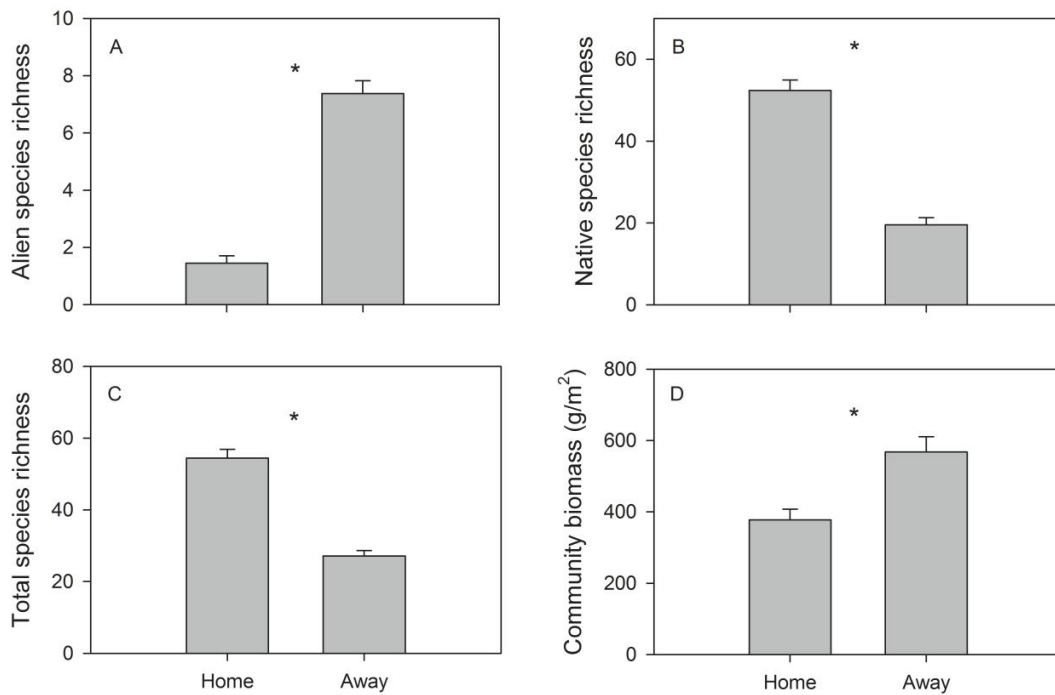 A
*
Alien species richness
10
8
6
4
2
0
B
*
Native species richness
60
40
20
0
C
*
Total species richness
80
60
40
20
0
Home Away
D
*
Community biomass (g/m²)
800
600
400
200
0
Home Away